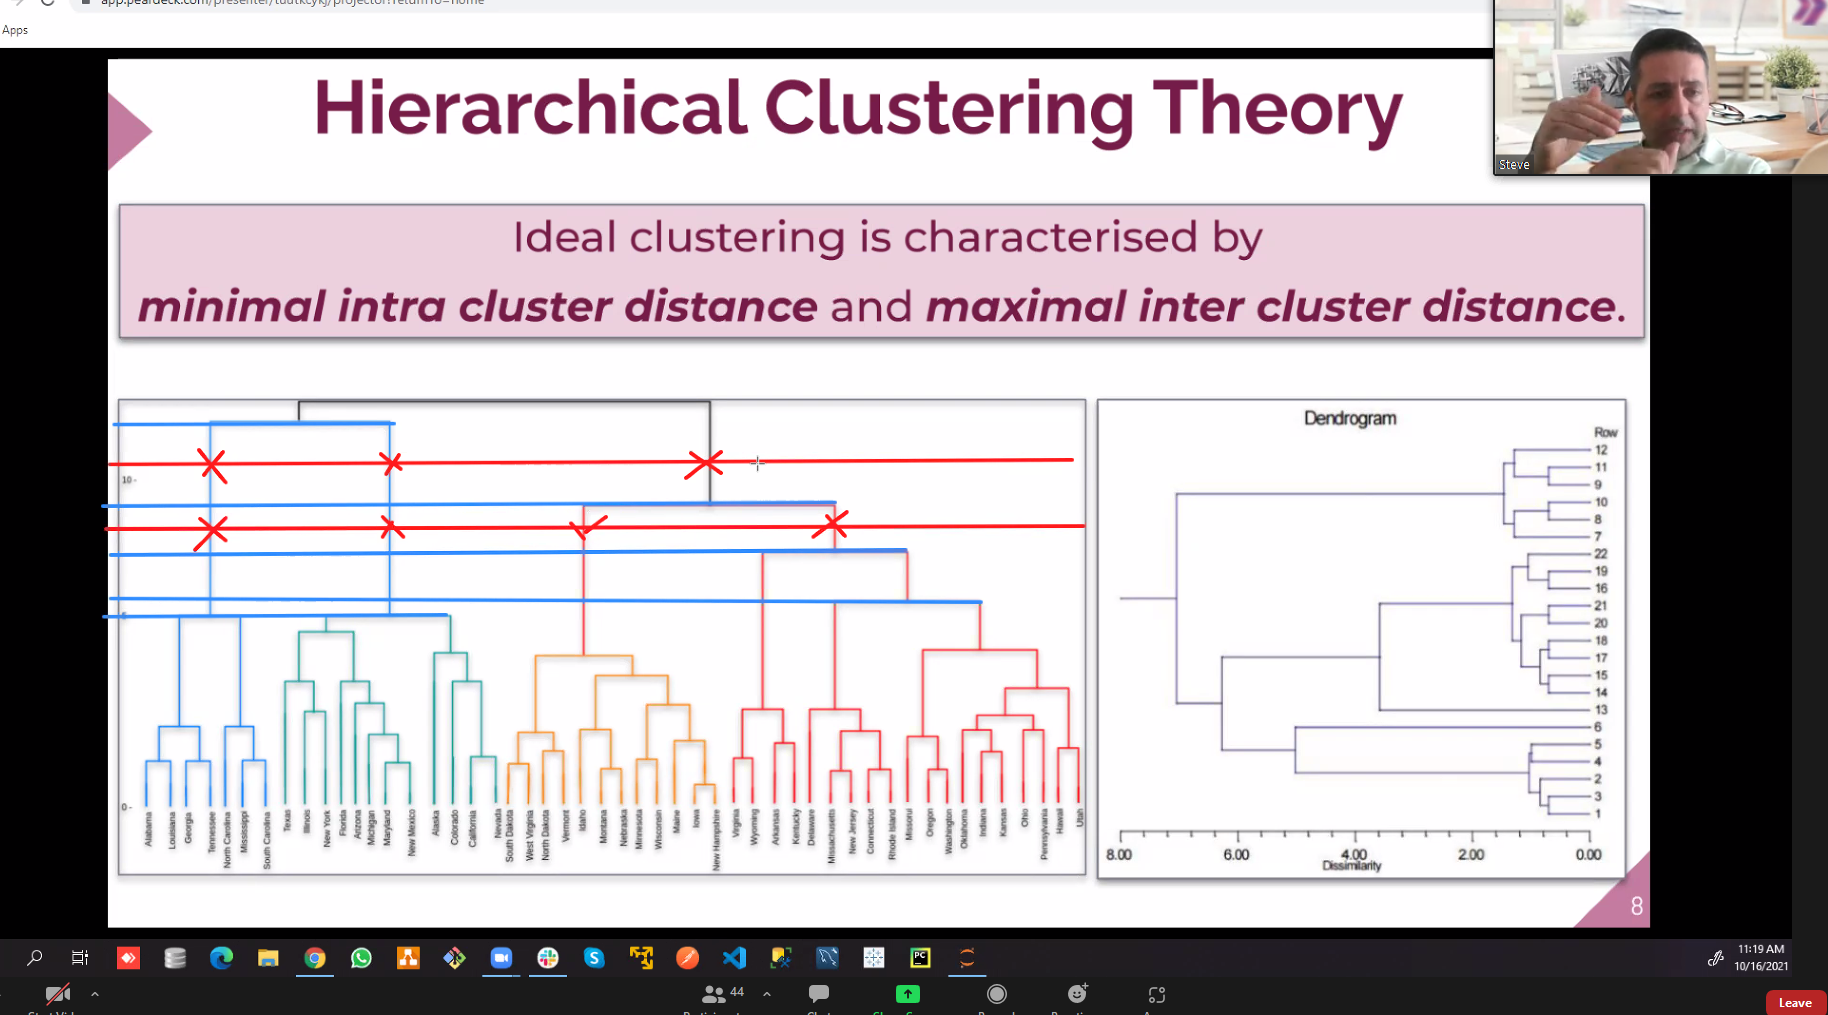 app.peardeck.com/presenter/tuutkcykj/projector?returnTo=home
Apps
Hierarchical Clustering Theory
Steve
Ideal clustering is characterised by
minimal intra cluster distance and maximal inter cluster distance.
10 -
0 -
Alabama
Louisiana
Georgia
Tennessee
North Carolina
Mississippi
South Carolina
Texas
Illinois
New York
Florida
Arizona
Michigan
Maryland
New Mexico
Alaska
Colorado
California
Nevada
South Dakota
West Virginia
North Dakota
Vermont
Idaho
Montana
Nebraska
Minnesota
Wisconsin
Maine
Iowa
New Hampshire
Virginia
Wyoming
Arkansas
Kentucky
Delaware
Massachusetts
New Jersey
Connecticut
Rhode Island
Missouri
Oregon
Washington
Oklahoma
Indiana
Kansas
Ohio
Pennsylvania
Hawaii
Utah
Dendrogram
Row
12
11
9
10
8
7
22
19
16
21
20
18
17
15
14
13
6
5
4
2
3
1
8.00 6.00 4.00 2.00 0.00
Dissimilarity
8
PC
11:19 AM
10/16/2021
44
Leave